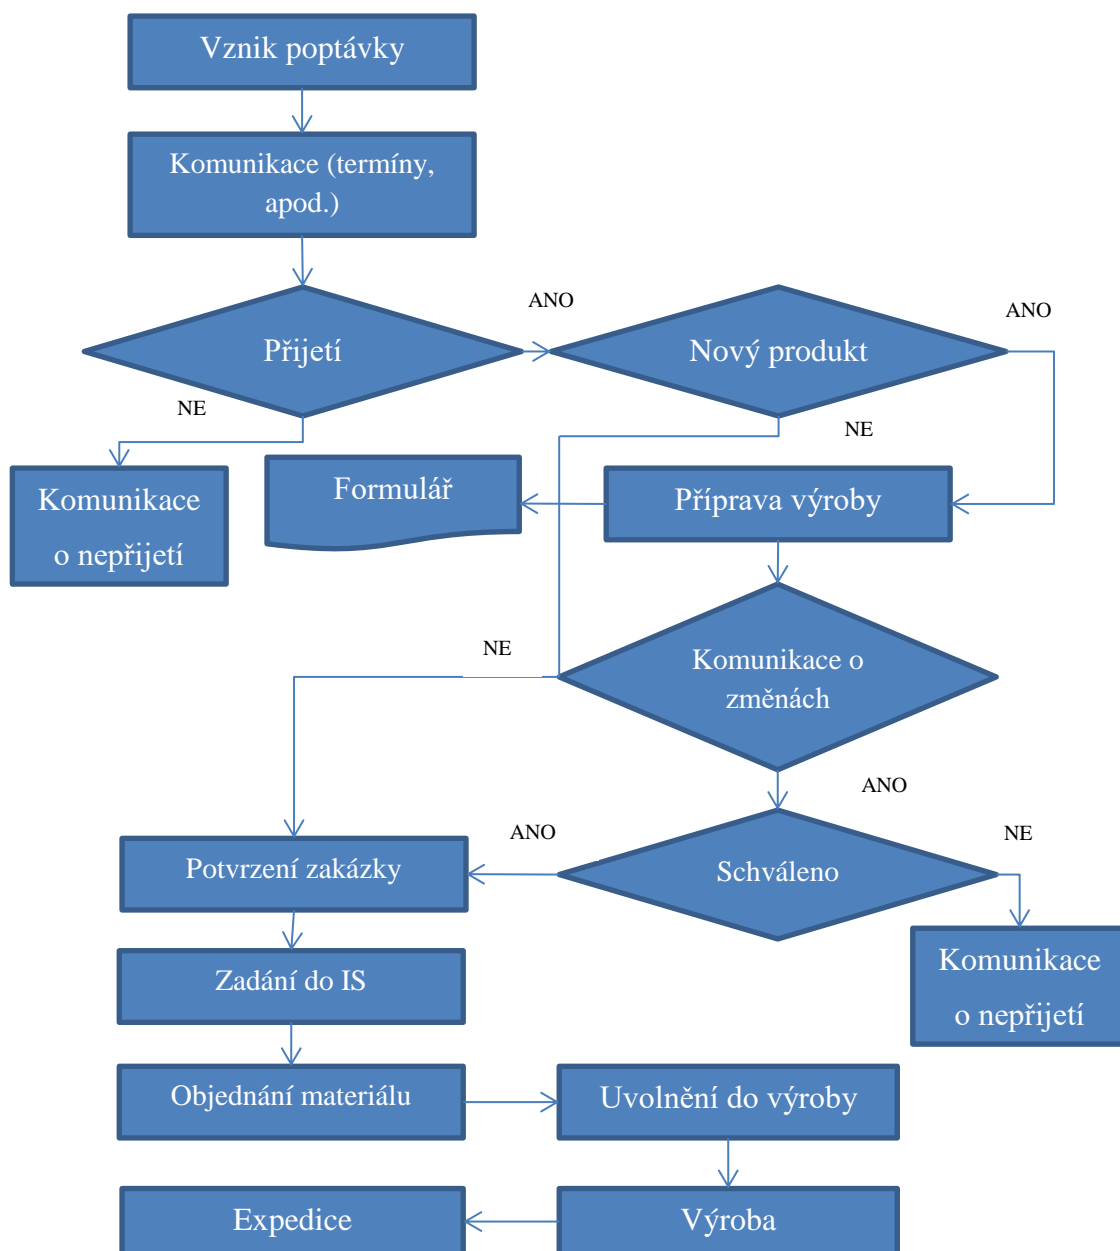 Vznik poptávky
Komunikace (termíny,
apod.)
ANO
ANO
Přijetí
Nový produkt
NE
NE
Komunikace
o nepřijetí
Formulář
Příprava výroby
NE
Komunikace o
změnách
ANO
ANO
NE
Potvrzení zakázky
Schváleno
Komunikace
o nepřijetí
Zadání do IS
Objednání materiálu
Uvolnění do výroby
Expedice
Výroba